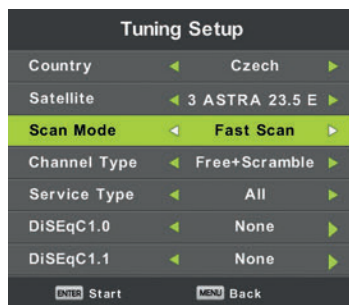 Tuning Setup
Country Czech
Satellite 3 ASTRA 23.5 E
Scan Mode Fast Scan
Channel Type Free+Scramble
Service Type All
DiSEqC1.0 None
DiSEqC1.1 None
ENTER Start MENU Back